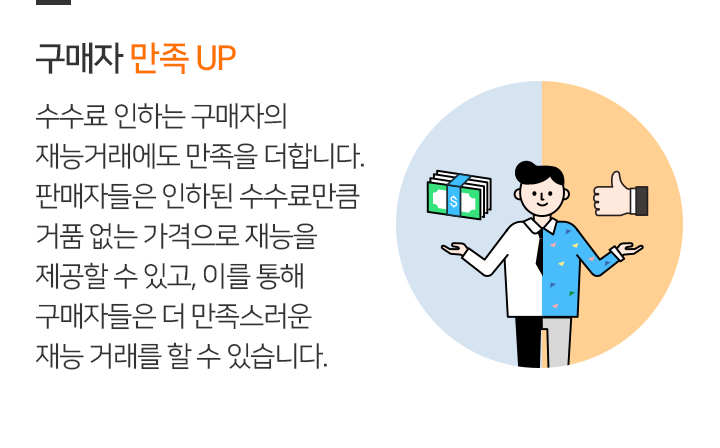 구매자 만족 UP
수수료 인하는 구매자의
재능거래에도 만족을 더합니다.
판매자들은 인하된 수수료만큼
거품 없는 가격으로 재능을
제공할 수 있고, 이를 통해
구매자들은 더 만족스러운
재능 거래를 할 수 있습니다.
$